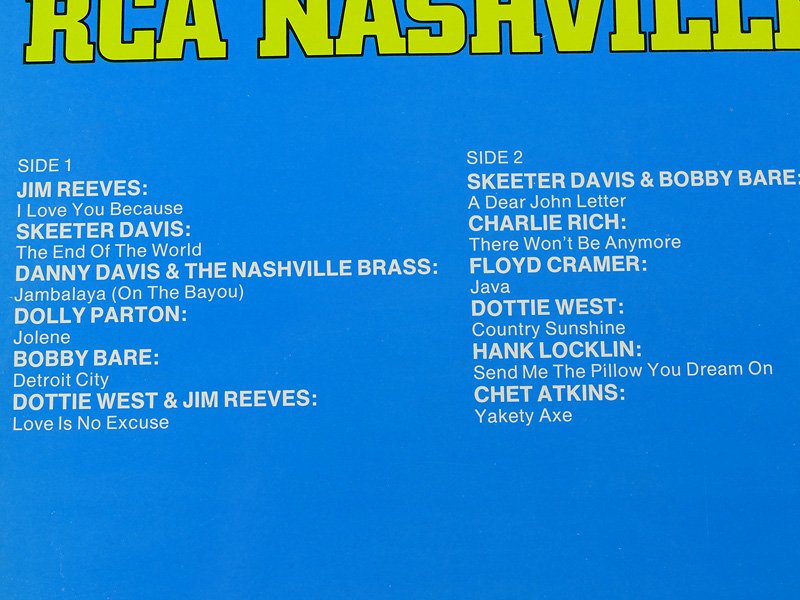 RCA NASHVILLE
SIDE 1
JIM REEVES:
I Love You Because
SKEETER DAVIS:
The End Of The World
DANNY DAVIS & THE NASHVILLE BRASS:
Jambalaya (On The Bayou)
DOLLY PARTON:
Jolene
BOBBY BARE:
Detroit City
DOTTIE WEST & JIM REEVES:
Love Is No Excuse
SIDE 2
SKEETER DAVIS & BOBBY BARE:
A Dear John Letter
CHARLIE RICH:
There Won't Be Anymore
FLOYD CRAMER:
Java
DOTTIE WEST:
Country Sunshine
HANK LOCKLIN:
Send Me The Pillow You Dream On
CHET ATKINS:
Yakety Axe